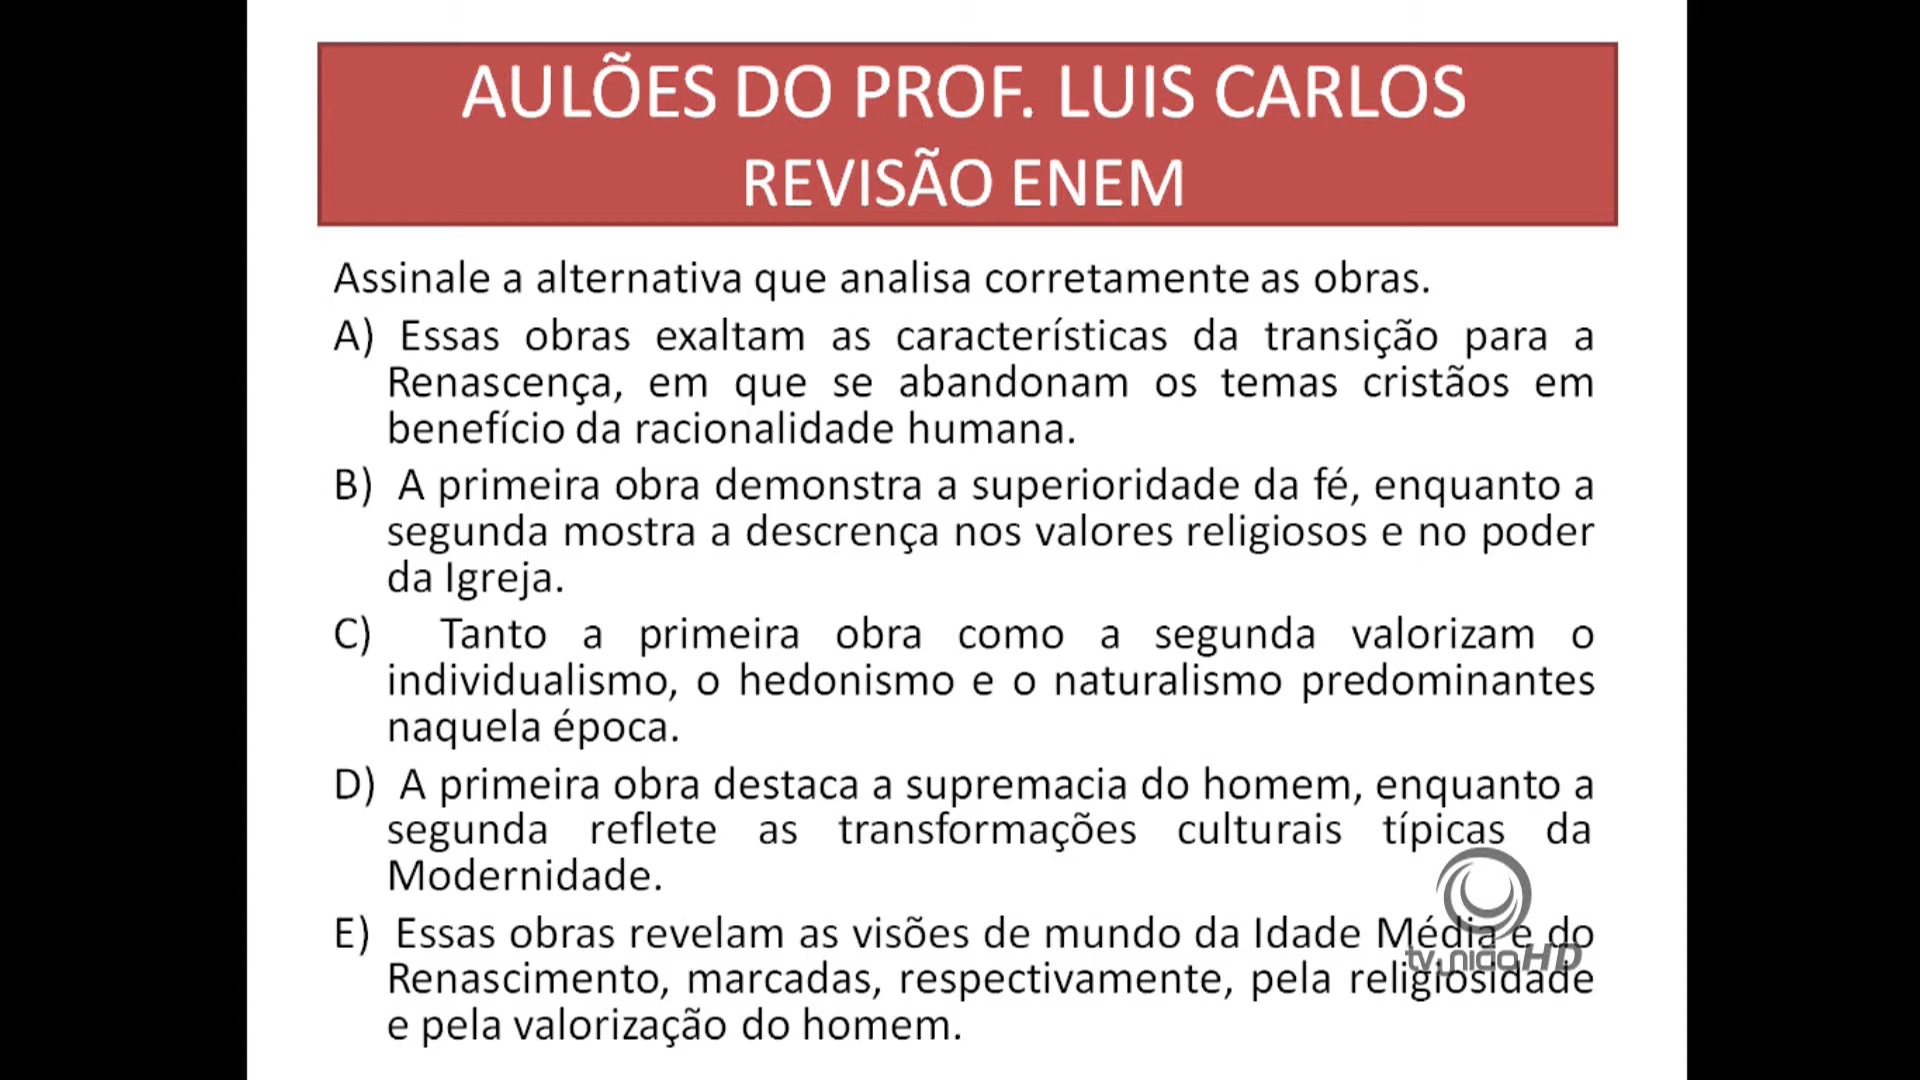 AULÕES DO PROF. LUIS CARLOS
REVISÃO ENEM
Assinale a alternativa que analisa corretamente as obras.
A) Essas obras exaltam as características da transição para a
Renascença, em que se abandonam os temas cristãos em
benefício da racionalidade humana.
B) A primeira obra demonstra a superioridade da fé, enquanto a
segunda mostra a descrença nos valores religiosos e no poder
da Igreja.
C) Tanto a primeira obra como a segunda valorizam o
individualismo, o hedonismo e o naturalismo predominantes
naquela época.
D) A primeira obra destaca a supremacia do homem, enquanto a
segunda reflete as transformações culturais típicas da
Modernidade.
E) Essas obras revelam as visões de mundo da Idade Média e do
Renascimento, marcadas, respectivamente, pela religiosidade
e pela valorização do homem.
HD